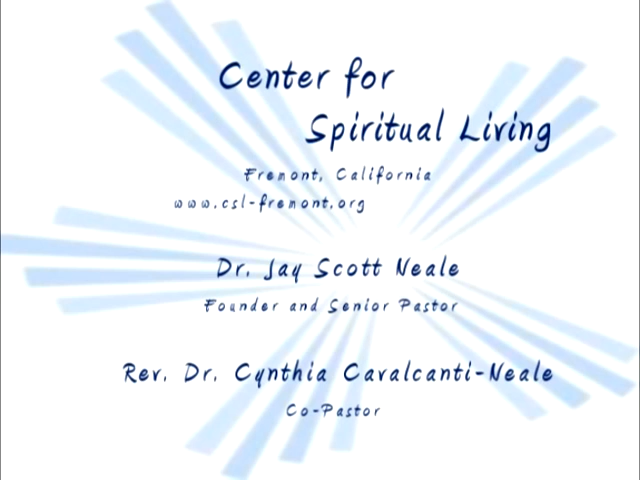 Center for
Spiritual Living
Fremont, California
www.csl-fremont.org
Dr. Jay Scott Neale
Founder and Senior Pastor
Rev. Dr. Cynthia Cavalcanti-Neale
Co-Pastor